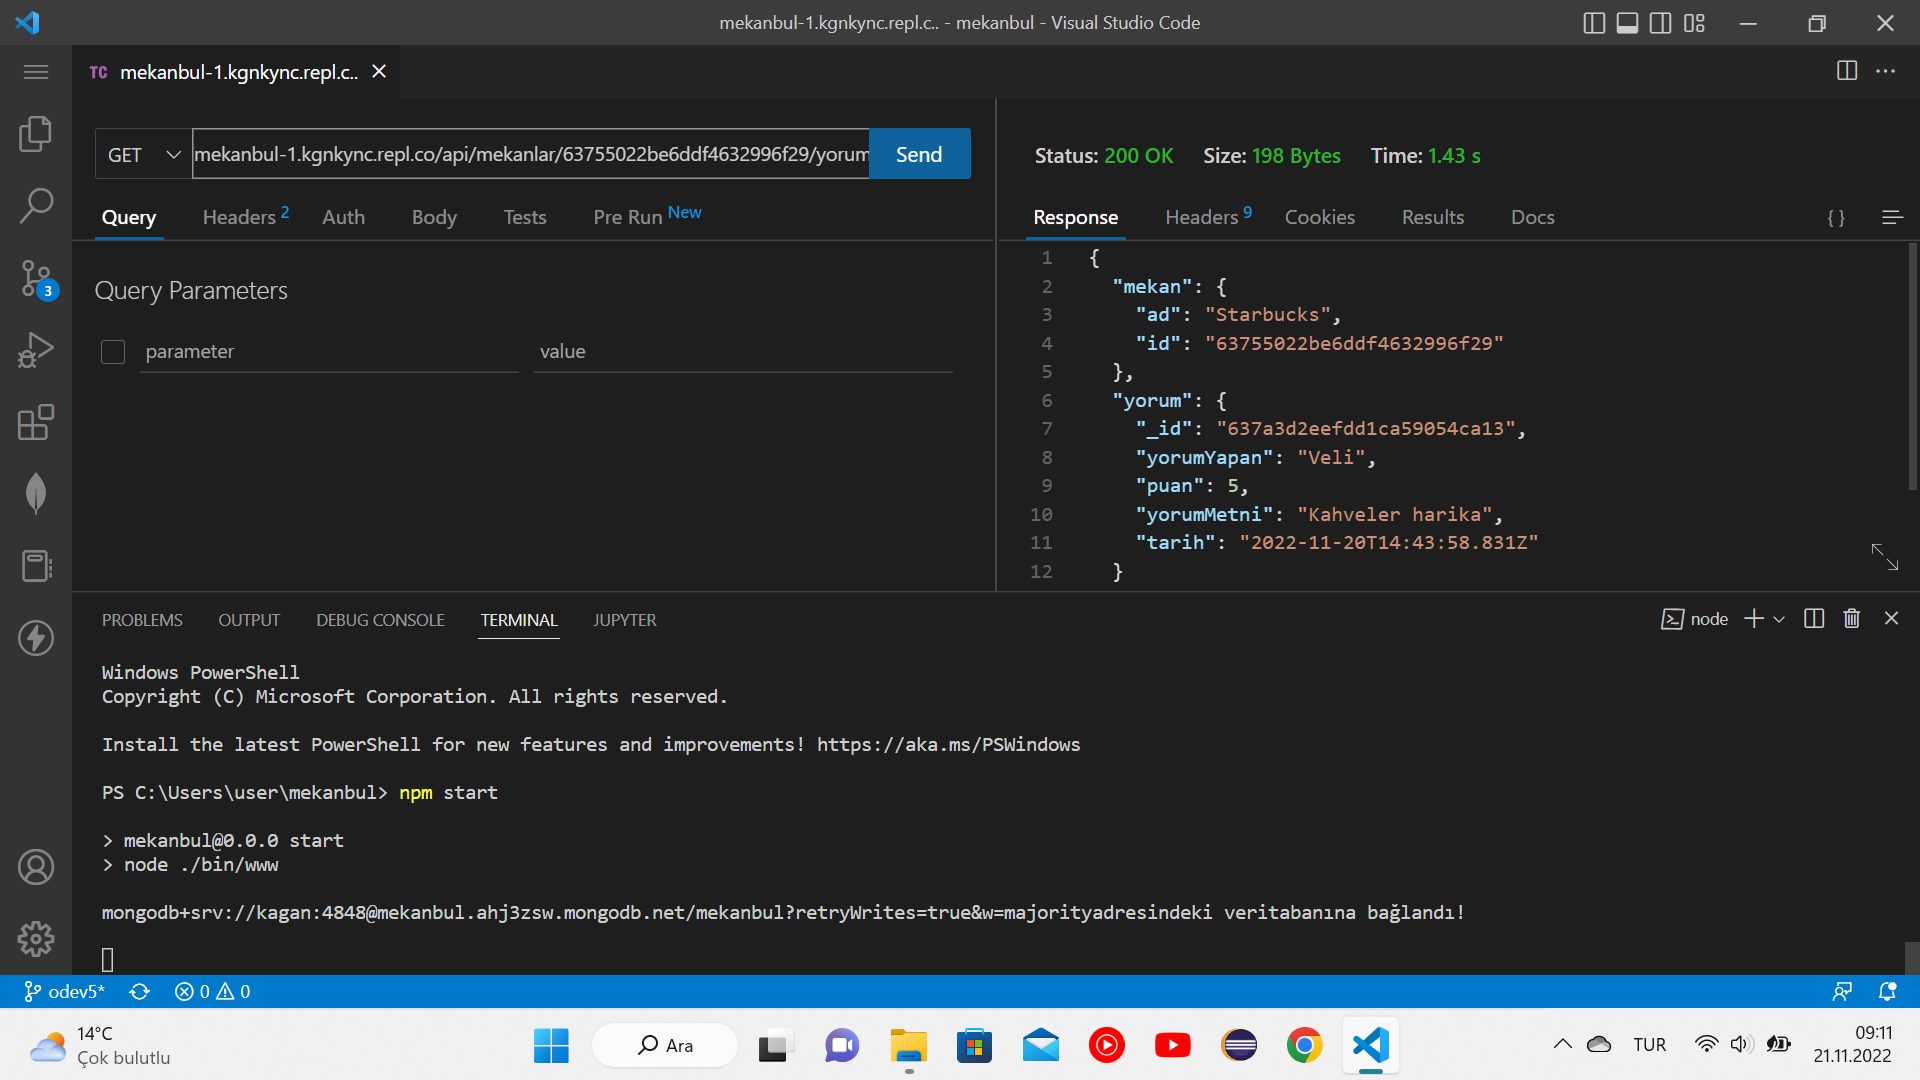 mekanbul-1.kgnkync.repl.c.. - mekanbul - Visual Studio Code
TC mekanbul-1.kgnkync.repl.c..
GET mekanbul-1.kgnkync.repl.co/api/mekanlar/63755022be6ddf4632996f29/yorum Send
Query Headers 2 Auth Body Tests Pre Run New
Query Parameters
parameter value
Status: 200 OK Size: 198 Bytes Time: 1.43 s
Response Headers 9 Cookies Results Docs { }
1 {
2 "mekan": {
3 "ad": "Starbucks",
4 "id": "63755022be6ddf4632996f29"
5 },
6 "yorum": {
7 "_id": "637a3d2eefdd1ca59054ca13",
8 "yorumYapan": "Veli",
9 "puan": 5,
10 "yorumMetni": "Kahveler harika",
11 "tarih": "2022-11-20T14:43:58.831Z"
12 }
3
PROBLEMS OUTPUT DEBUG CONSOLE TERMINAL JUPYTER node
Windows PowerShell
Copyright (C) Microsoft Corporation. All rights reserved.
Install the latest PowerShell for new features and improvements! https://aka.ms/PSWindows
PS C:\Users\user\mekanbul> npm start
> mekanbul@0.0.0 start
> node ./bin/www
mongodb+srv://kagan:4848@mekanbul.ahj3zsw.mongodb.net/mekanbul?retryWrites=true&w=majorityadresindeki veritabanına bağlandı!
odev5* 0 0
14°C
Çok bulutlu
Ara
TUR
09:11
21.11.2022